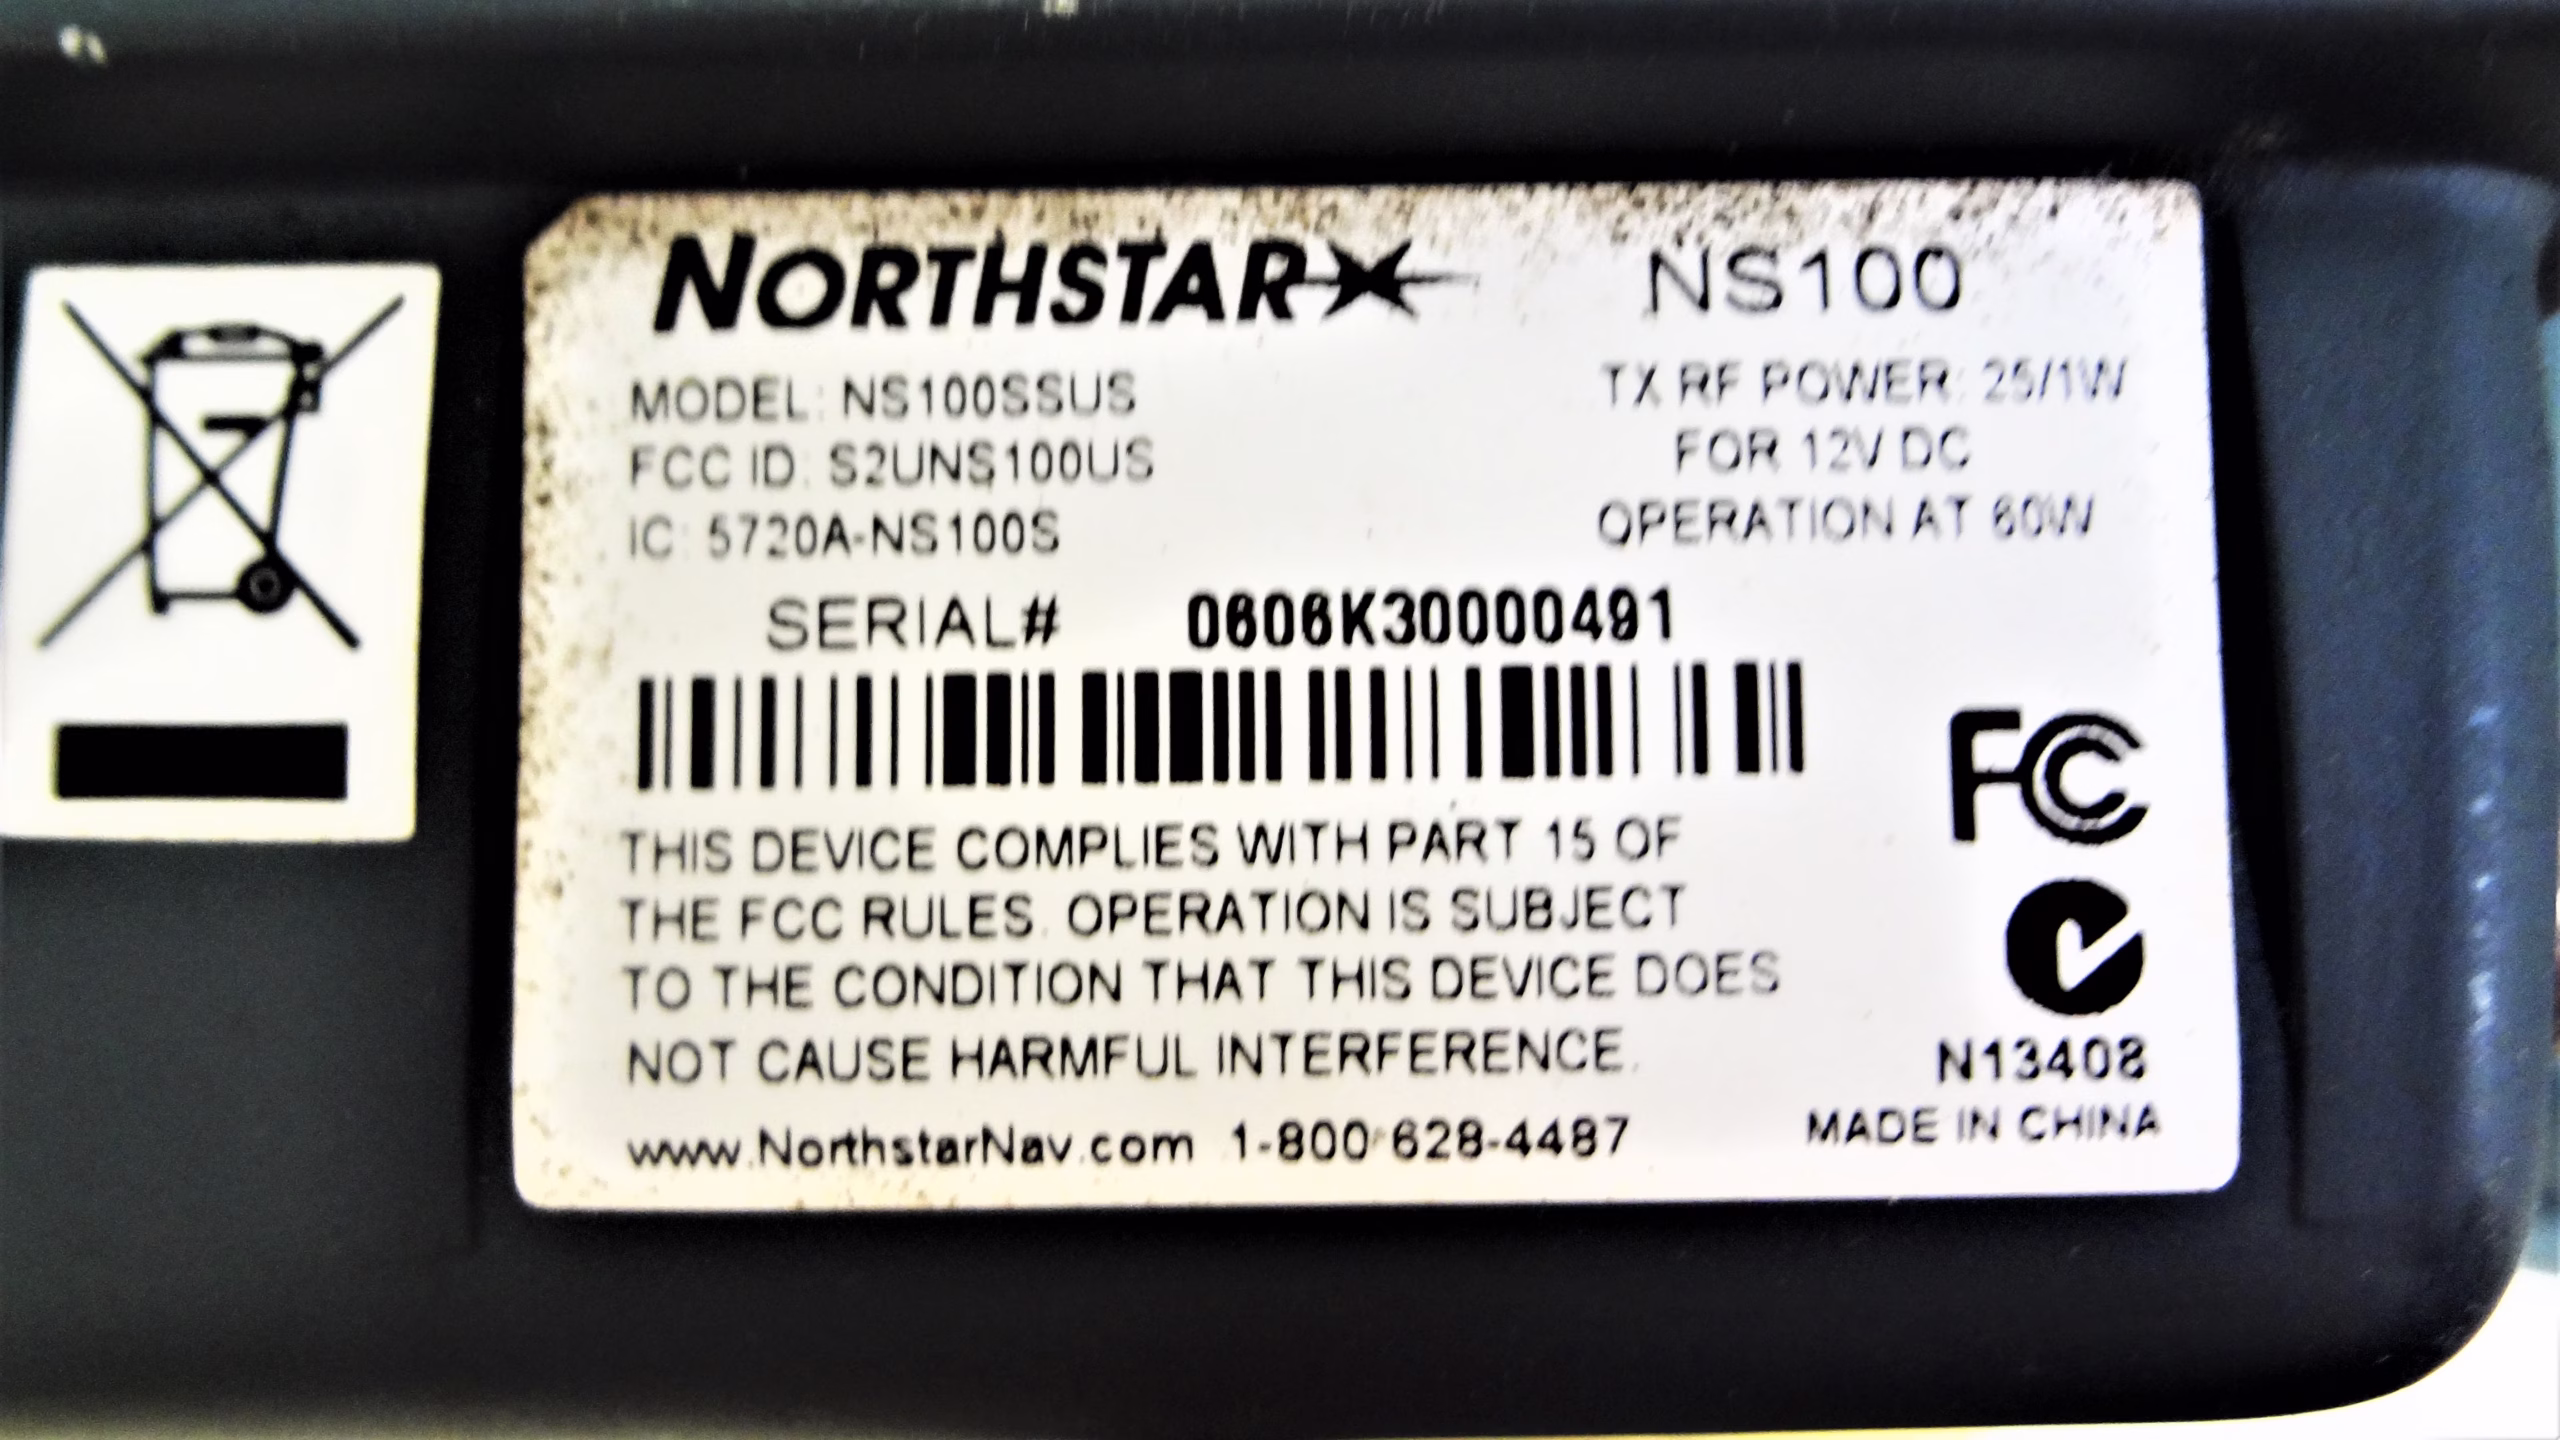 NORTHSTAR NS100
MODEL: NS100SSUS
FCC ID: S2UNS100US
IC: 5720A-NS100S
TX RF POWER: 25/1W
FOR 12V DC
OPERATION AT 60W
SERIAL# 0606K30000491
THIS DEVICE COMPLIES WITH PART 15 OF
THE FCC RULES. OPERATION IS SUBJECT
TO THE CONDITION THAT THIS DEVICE DOES
NOT CAUSE HARMFUL INTERFERENCE.
FC
N13408
MADE IN CHINA
www.NorthstarNav.com 1-800-628-4487